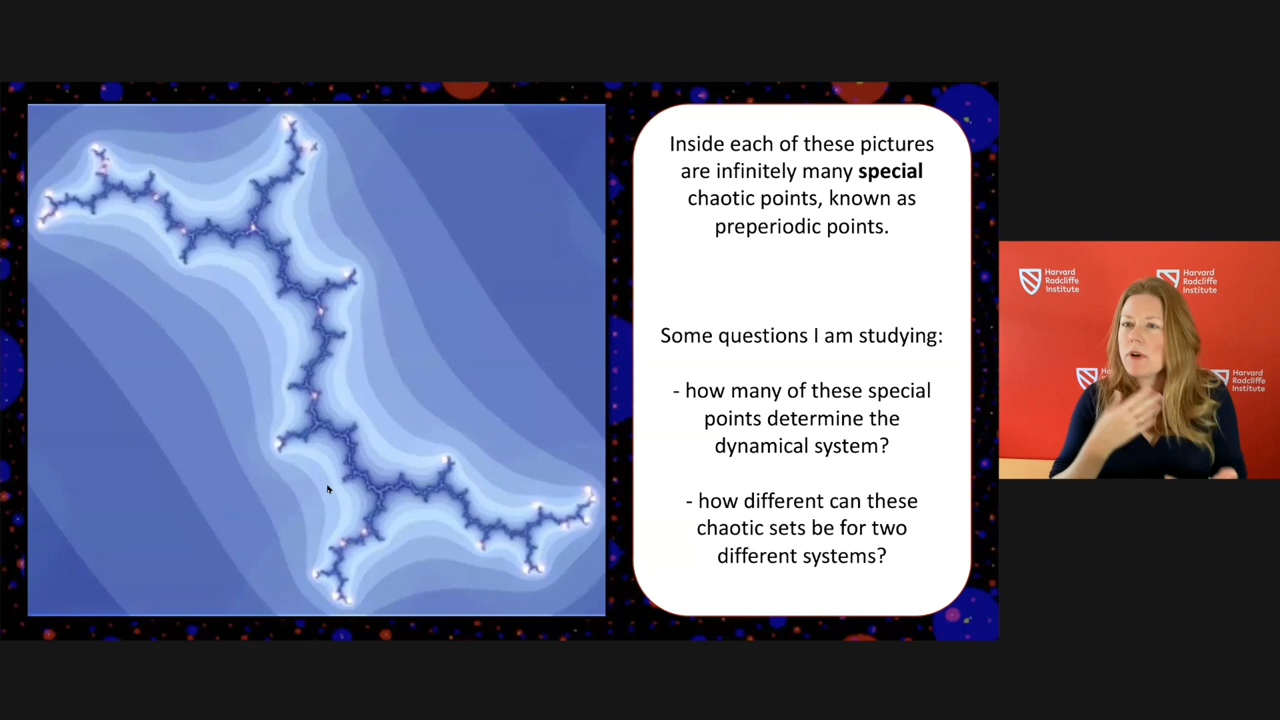 Inside each of these pictures
are infinitely many special
chaotic points, known as
preperiodic points.
Some questions I am studying:
- how many of these special
points determine the
dynamical system?
- how different can these
chaotic sets be for two
different systems?
Harvard
Radcliffe
Institute
Harvard
Radcliffe
Institute
Harvard
Radcliffe
Institute